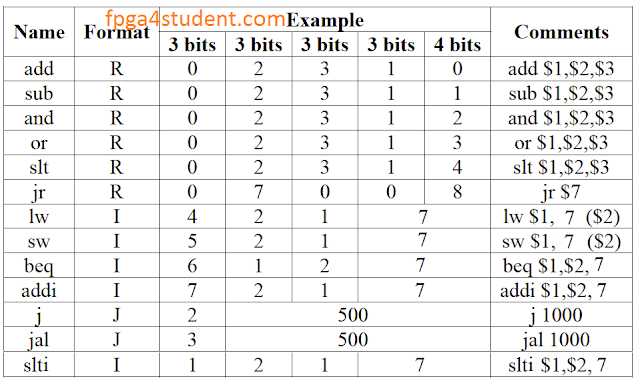 fpga4student.com
Name Format Example Comments
3 bits 3 bits 3 bits 3 bits 4 bits
add R 0 2 3 1 0 add $1,$2,$3
sub R 0 2 3 1 1 sub $1,$2,$3
and R 0 2 3 1 2 and $1,$2,$3
or R 0 2 3 1 3 or $1,$2,$3
slt R 0 2 3 1 4 slt $1,$2,$3
jr R 0 7 0 0 8 jr $7
lw I 4 2 1 7 lw $1, 7 ($2)
sw I 5 2 1 7 sw $1, 7 ($2)
beq I 6 1 2 7 beq $1,$2, 7
addi I 7 2 1 7 addi $1,$2, 7
j J 2 500 j 1000
jal J 3 500 jal 1000
slti I 1 2 1 7 slti $1,$2, 7